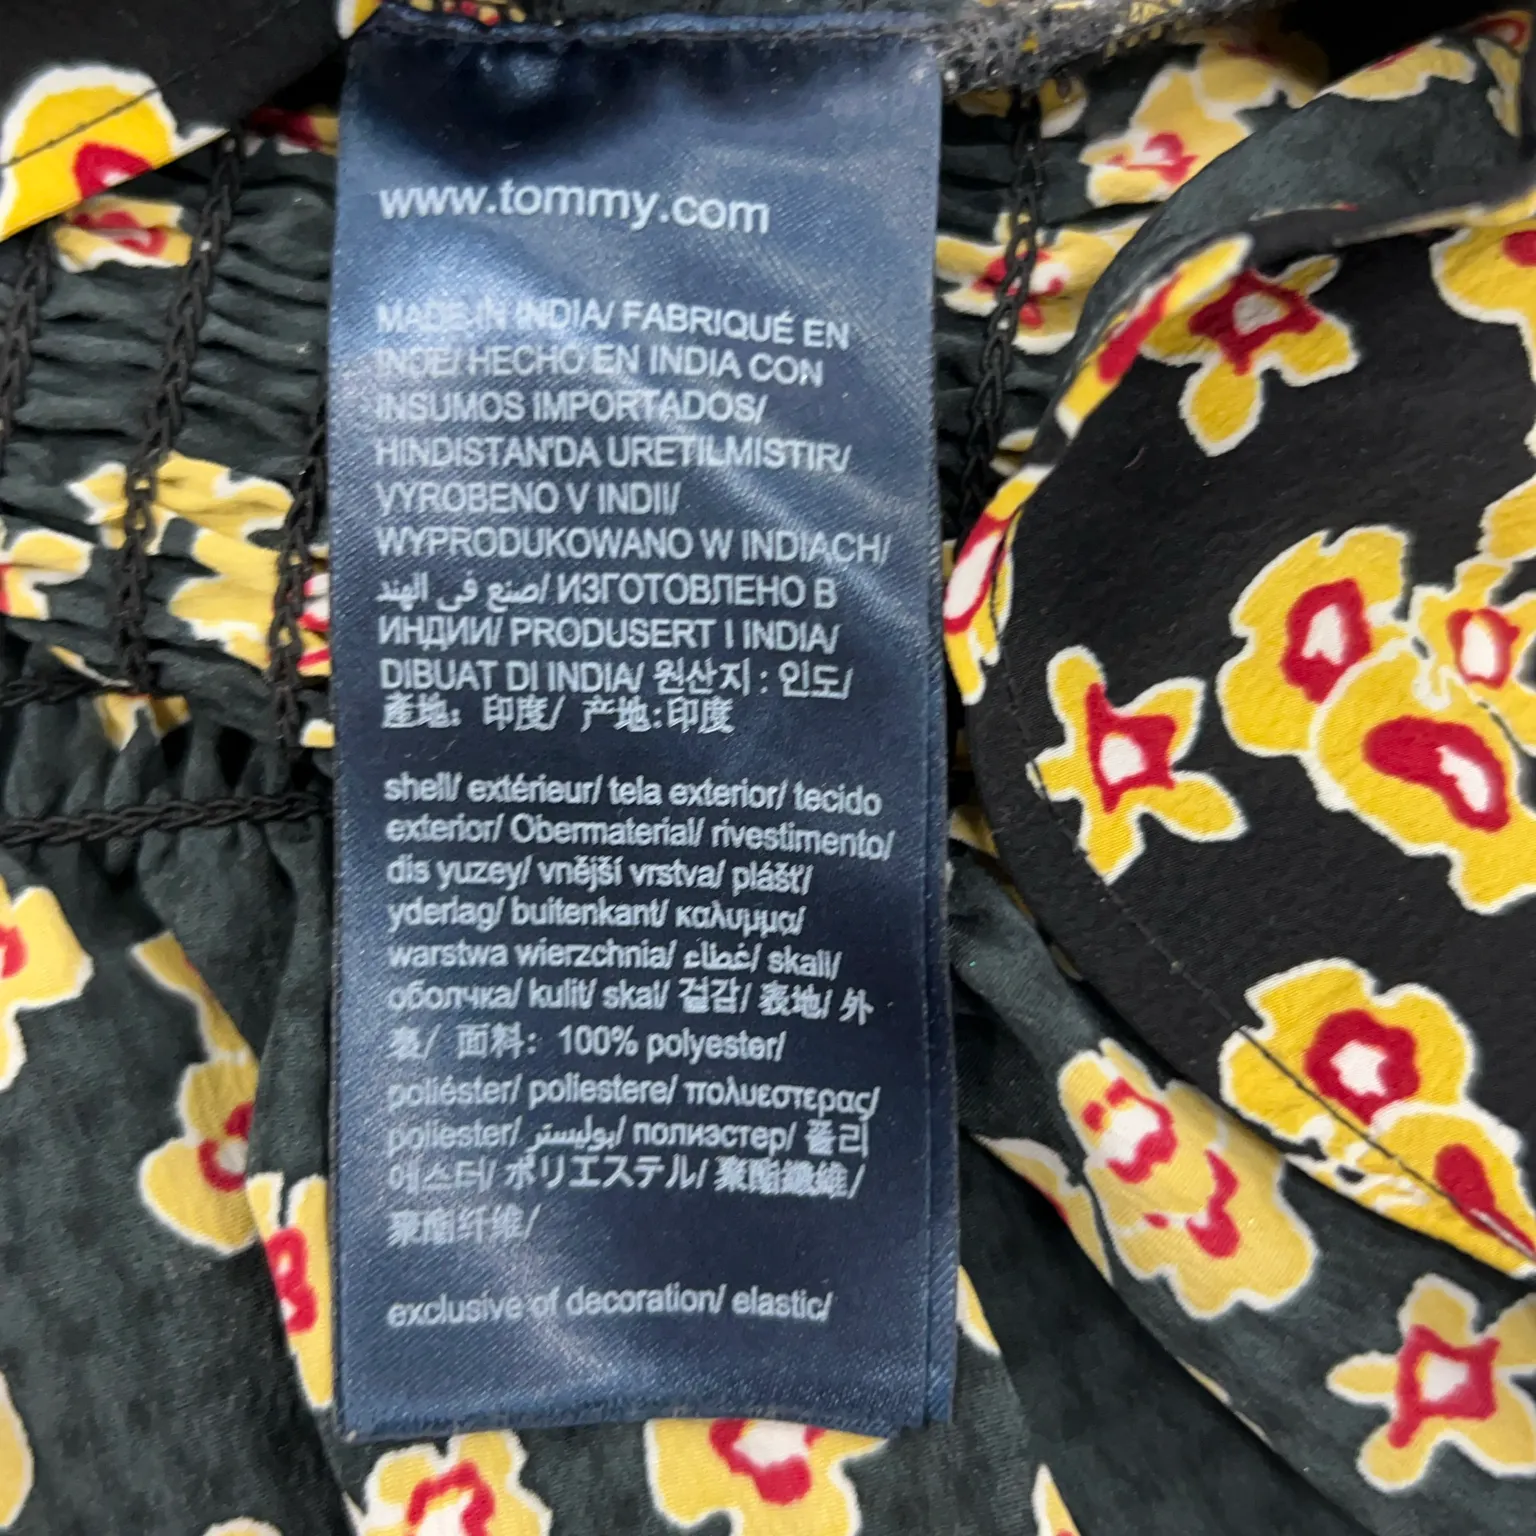 www.tommy.com
MADE IN INDIA/ FABRIQUÉ EN
INDE/ HECHO EN INDIA CON
INSUMOS IMPORTADOS/
HINDISTAN'DA URETILMISTIR/
VYROBENO V INDII/
WYPRODUKOWANO W INDIACH/
صنع في الهند/ ИЗГОТОВЛЕНО В
ИНДИИ/ PRODUSERT I INDIA/
DIBUAT DI INDIA/ 원산지 : 인도/
產地: 印度/ 产地:印度
shell/ extérieur/ tela exterior/ tecido
exterior/ Obermaterial/ rivestimento/
dis yuzey/ vnější vrstva/ plášť/
yderlag/ buitenkant/ καλυμμα/
warstwa wierzchnia/ غطاء/ skall/
оболчка/ kulit/ skal/ 겉감/ 表地/ 外
表/ 面料: 100% polyester/
poliéster/ poliestere/ πολυεστερας/
poliester/ بوليستر/ полиэстер/ 폴리
에스터/ ポリエステル/ 聚酯纖維/
聚酯纤维/
exclusive of decoration/ elastic/